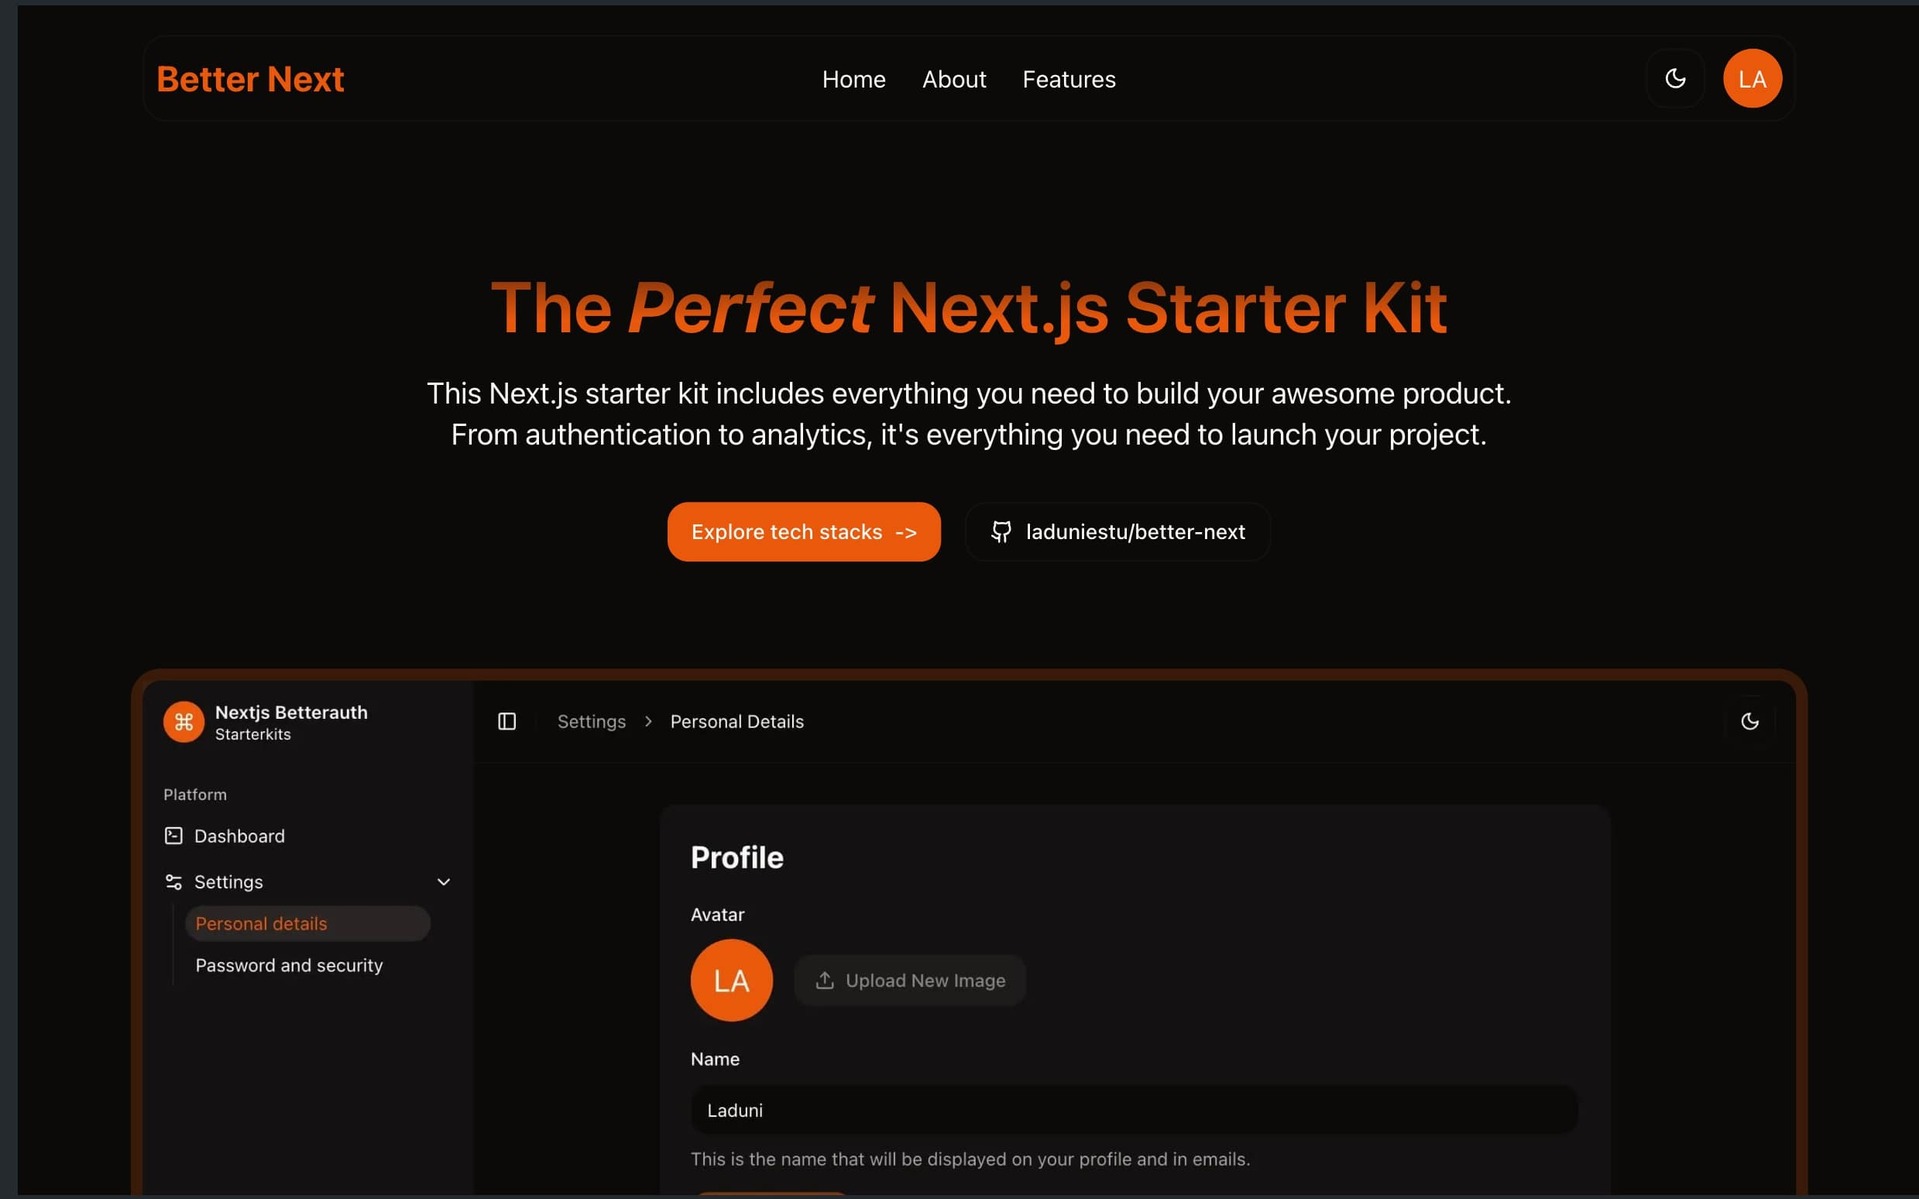 Better Next
Home
About
Features
LA
The Perfect Next.js Starter Kit
This Next.js starter kit includes everything you need to build your awesome product.
From authentication to analytics, it's everything you need to launch your project.
Explore tech stacks ->
laduniestu/better-next
Nextjs Betterauth
Starterkits
Settings > Personal Details
Platform
Dashboard
Settings
Personal details
Password and security
Profile
Avatar
LA
Upload New Image
Name
Laduni
This is the name that will be displayed on your profile and in emails.